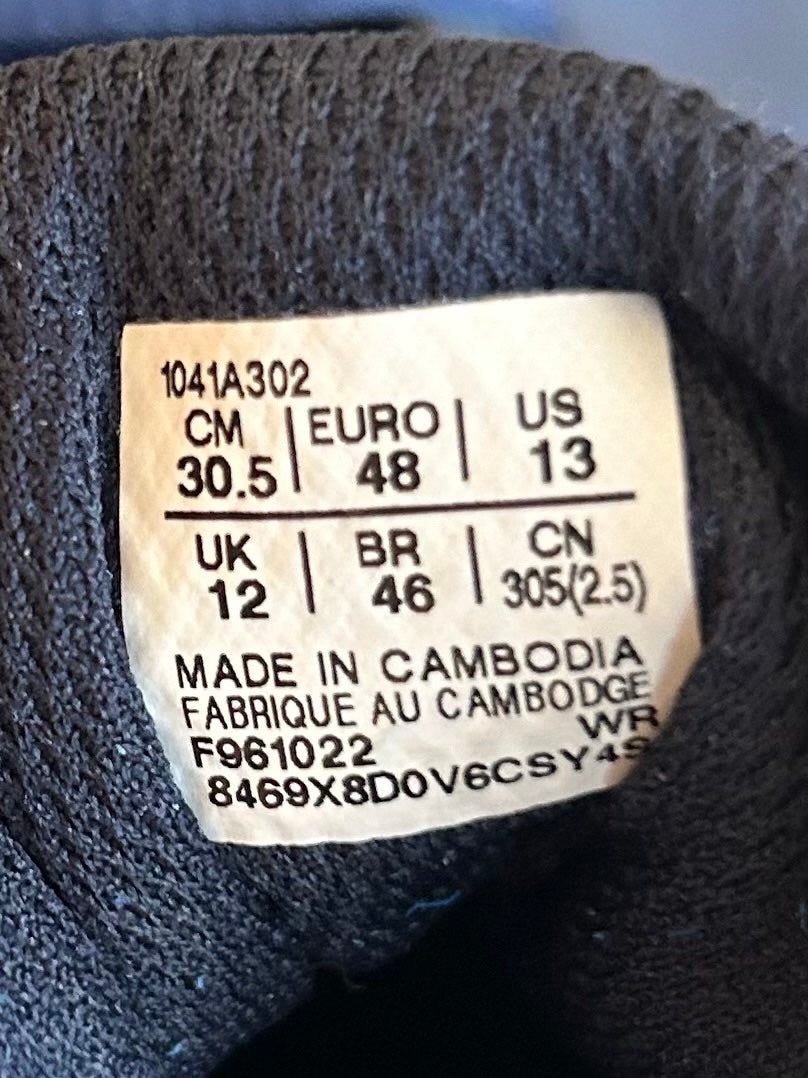 1041A302
CM | EURO | US
30.5 | 48 | 13
UK | BR | CN
12 | 46 | 305(2.5)
MADE IN CAMBODIA
FABRIQUE AU CAMBODGE
F961022 WR
8469X8D0V6CSY4S